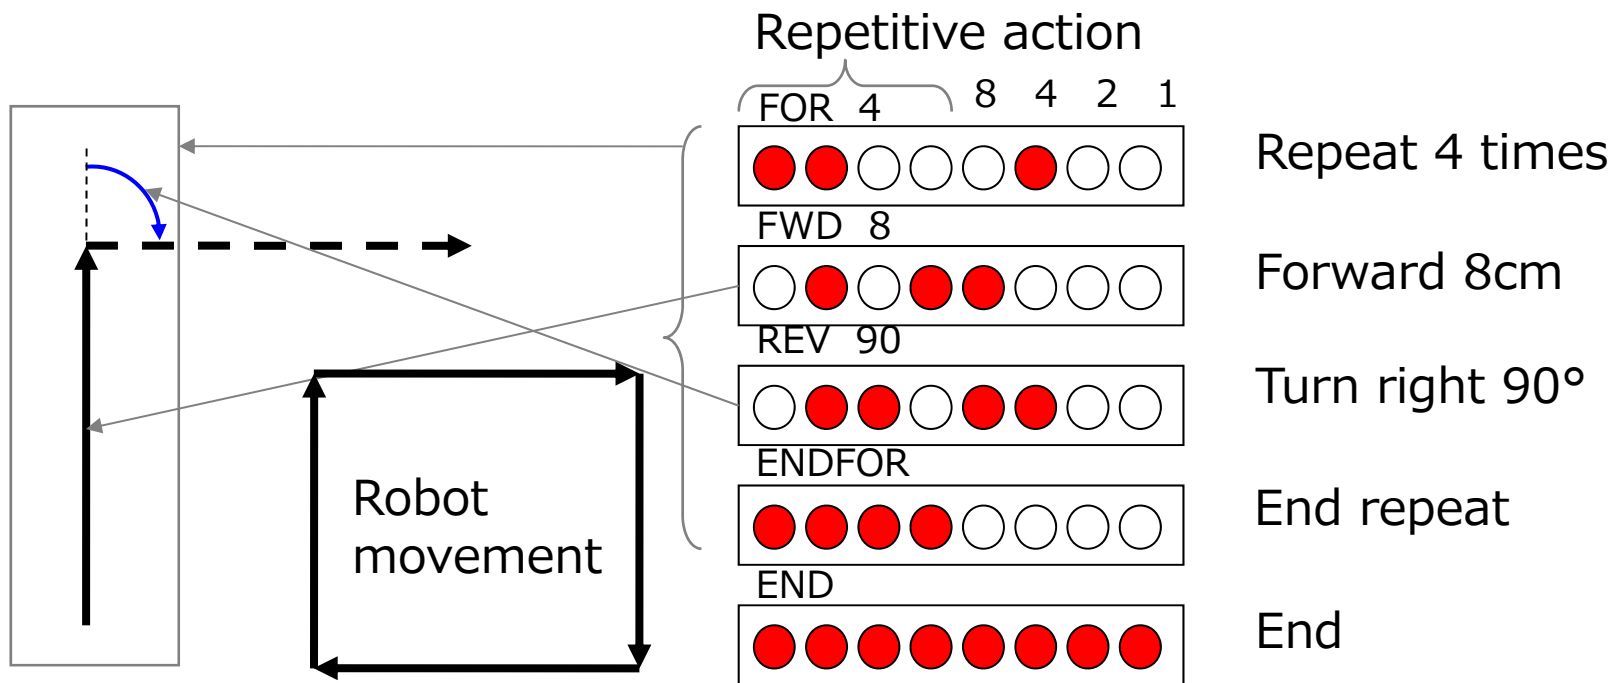 Repetitive action
FOR 4
8 4 2 1
Repeat 4 times
FWD 8
Forward 8cm
REV 90
Turn right 90°
ENDFOR
End repeat
END
End
Robot
movement